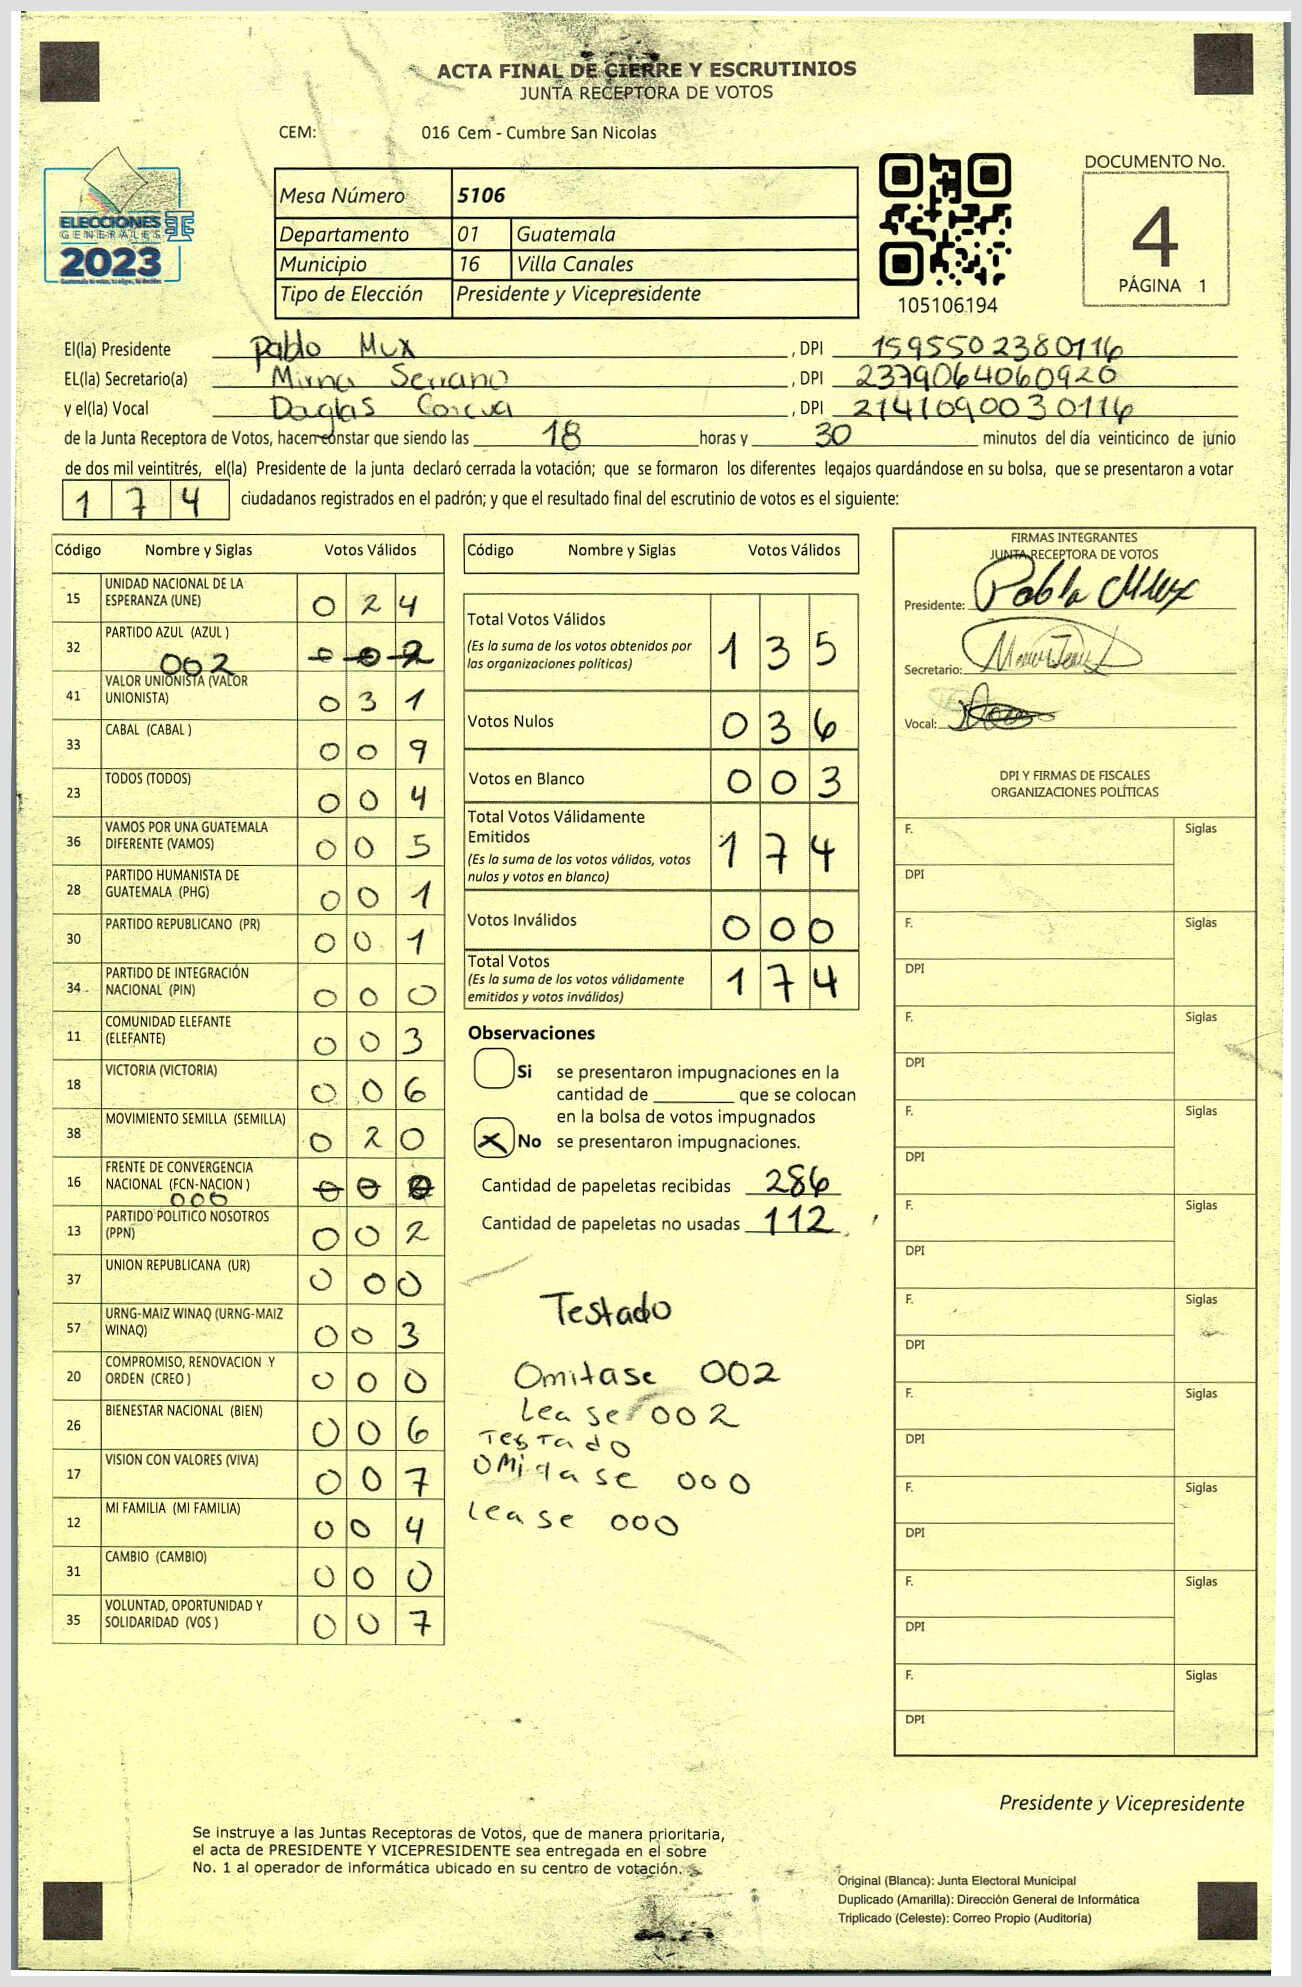 ACTA FINAL DE CIERRE Y ESCRUTINIOS
JUNTA RECEPTORA DE VOTOS
CEM: 016 Cem - Cumbre San Nicolas
ELECCIONES
GENERALES
2023
Mesa Número 5106
Departamento 01 Guatemala
Municipio 16 Villa Canales
Tipo de Elección Presidente y Vicepresidente
105106194
DOCUMENTO No.
4
PÁGINA 1
El(la) Presidente Pablo Mux , DPI 1595502380116
EL(la) Secretario(a) Mirna Serrano , DPI 2379064060920
y el(la) Vocal Daglas , DPI 2141090030116
de la Junta Receptora de Votos, hacen constar que siendo las 18 horas y 30 minutos del día veinticinco de junio
de dos mil veintitrés, el(la) Presidente de la junta declaró cerrada la votación; que se formaron los diferentes legajos guardándose en su bolsa, que se presentaron a votar
174 ciudadanos registrados en el padrón; y que el resultado final del escrutinio de votos es el siguiente:
Código Nombre y Siglas Votos Válidos
15 UNIDAD NACIONAL DE LA
ESPERANZA (UNE) 0 2 4
32 PARTIDO AZUL (AZUL )
002 0 0 2
41 VALOR UNIONISTA (VALOR
UNIONISTA) 0 3 1
33 CABAL (CABAL ) 0 0 9
23 TODOS (TODOS) 0 0 4
36 VAMOS POR UNA GUATEMALA
DIFERENTE (VAMOS) 0 0 5
28 PARTIDO HUMANISTA DE
GUATEMALA (PHG) 0 0 1
30 PARTIDO REPUBLICANO (PR) 0 0 1
34 PARTIDO DE INTEGRACIÓN
NACIONAL (PIN) 0 0 0
11 COMUNIDAD ELEFANTE
(ELEFANTE) 0 0 3
18 VICTORIA (VICTORIA) 0 0 6
38 MOVIMIENTO SEMILLA (SEMILLA) 0 2 0
16 FRENTE DE CONVERGENCIA
NACIONAL (FCN-NACION ) 0 0
000
13 PARTIDO POLITICO NOSOTROS
(PPN) 0 0 2
37 UNION REPUBLICANA (UR) 0 0 0
57 URNG-MAIZ WINAQ (URNG-MAIZ
WINAQ) 0 0 3
20 COMPROMISO, RENOVACION Y
ORDEN (CREO ) 0 0 0
26 BIENESTAR NACIONAL (BIEN) 0 0 6
17 VISION CON VALORES (VIVA) 0 0 7
12 MI FAMILIA (MI FAMILIA) 0 0 4
31 CAMBIO (CAMBIO) 0 0 0
35 VOLUNTAD, OPORTUNIDAD Y
SOLIDARIDAD (VOS ) 0 0 7
Código Nombre y Siglas Votos Válidos
Total Votos Válidos
(Es la suma de los votos obtenidos por
las organizaciones políticas) 1 3 5
Votos Nulos 0 3 6
Votos en Blanco 0 0 3
Total Votos Válidamente
Emitidos
(Es la suma de los votos válidos, votos
nulos y votos en blanco) 1 7 4
Votos Inválidos 0 0 0
Total Votos
(Es la suma de los votos válidamente
emitidos y votos inválidos) 1 7 4
Observaciones
Si se presentaron impugnaciones en la
cantidad de ________ que se colocan
en la bolsa de votos impugnados
X No se presentaron impugnaciones.
Cantidad de papeletas recibidas 286
Cantidad de papeletas no usadas 112
Testado
Omitase 002
Lease 002
Testado
Omitase 000
Lease 000
FIRMAS INTEGRANTES
JUNTA RECEPTORA DE VOTOS
Presidente: Pablo Mux
Secretario:
Vocal:
DPI Y FIRMAS DE FISCALES
ORGANIZACIONES POLÍTICAS
F. Siglas
DPI
F. Siglas
DPI
F. Siglas
DPI
F. Siglas
DPI
F. Siglas
DPI
F. Siglas
DPI
F. Siglas
DPI
F. Siglas
DPI
F. Siglas
DPI
F. Siglas
DPI
Presidente y Vicepresidente
Se instruye a las Juntas Receptoras de Votos, que de manera prioritaria,
el acta de PRESIDENTE Y VICEPRESIDENTE sea entregada en el sobre
No. 1 al operador de informática ubicado en su centro de votación.
Original (Blanca): Junta Electoral Municipal
Duplicado (Amarilla): Dirección General de Informática
Triplicado (Celeste): Correo Propio (Auditoría)